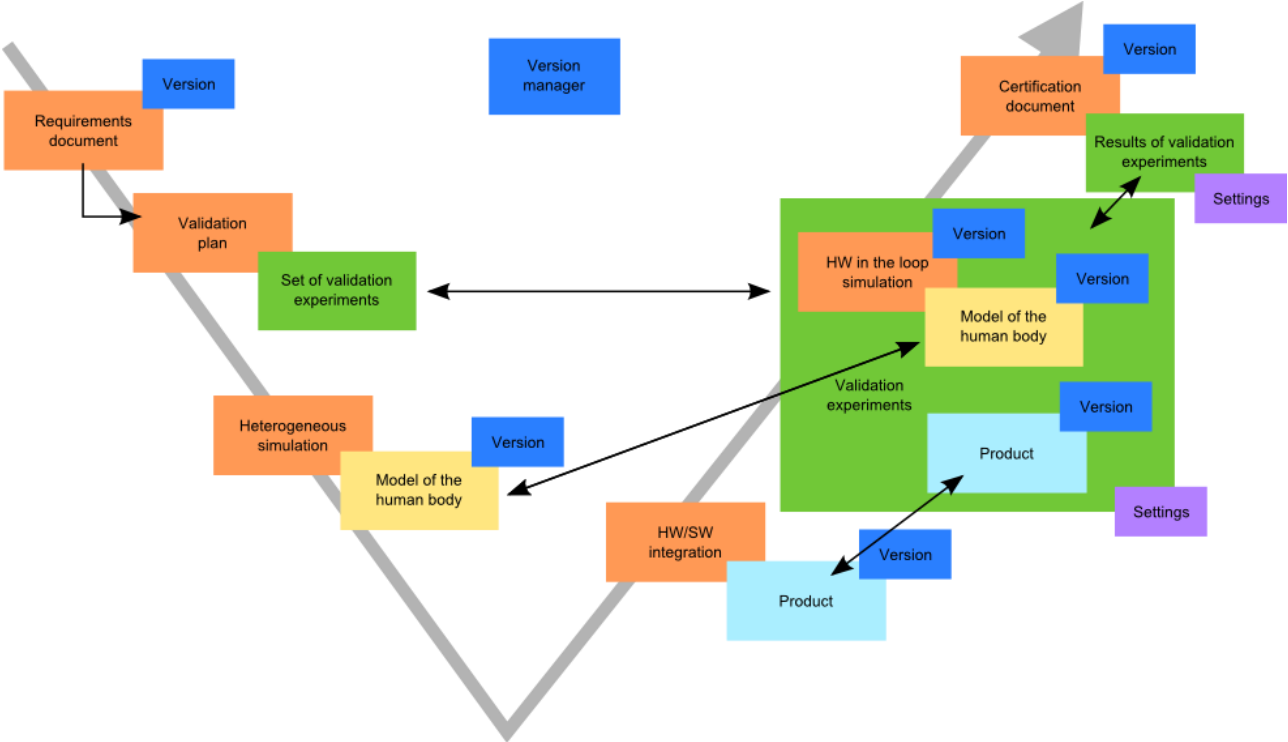 Version
Requirements
document
Version
manager
Version
Certification
document
Results of validation
experiments
Settings
Validation
plan
Set of validation
experiments
Version
HW in the loop
simulation
Version
Model of the
human body
Validation
experiments
Version
Product
Settings
Heterogeneous
simulation
Version
Model of the
human body
HW/SW
integration
Version
Product